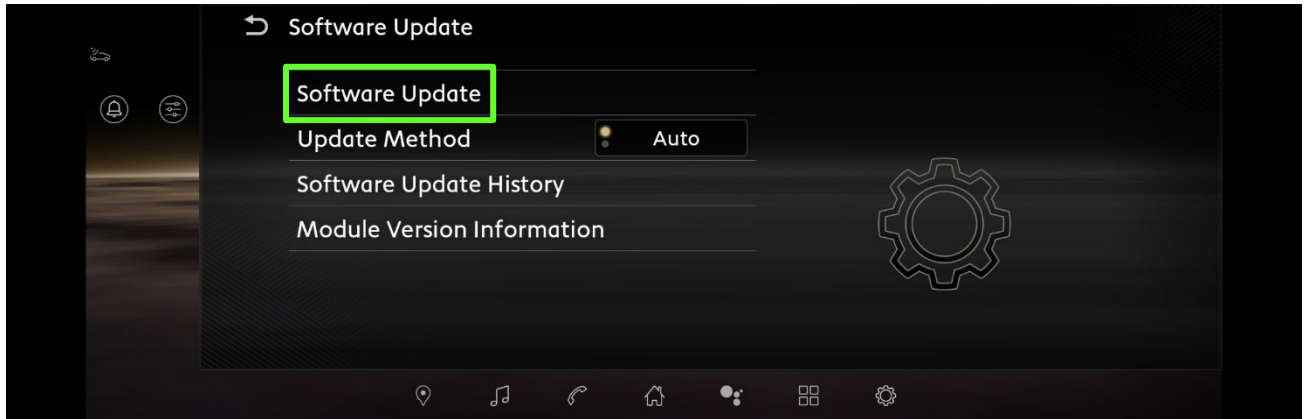 Software Update
Software Update
Update Method Auto
Software Update History
Module Version Information